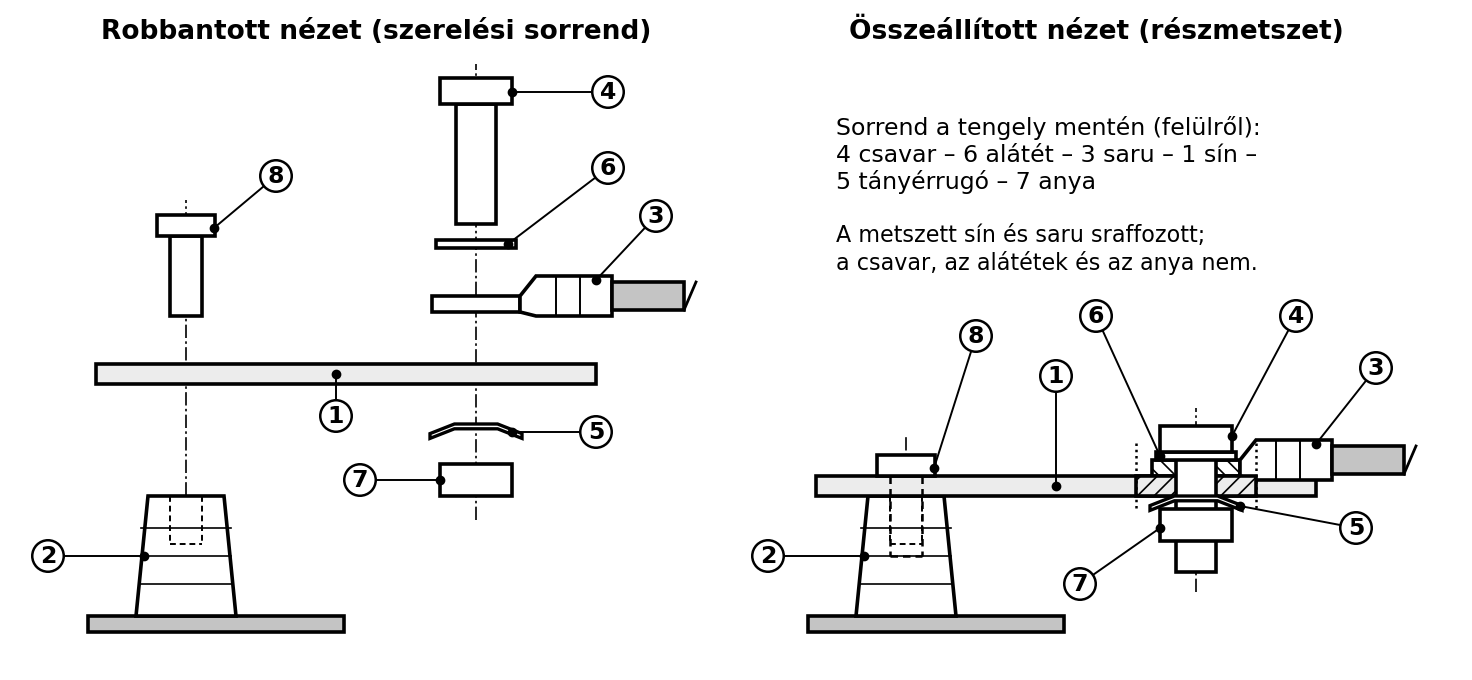 Robbantott nézet (szerelési sorrend)
4
6
8
3
1
5
7
2
Összeállított nézet (részmetszet)
Sorrend a tengely mentén (felülről):
4 csavar – 6 alátét – 3 saru – 1 sín –
5 tányérrugó – 7 anya
A metszett sín és saru sraffozott;
a csavar, az alátétek és az anya nem.
6
4
8
3
1
5
2
7